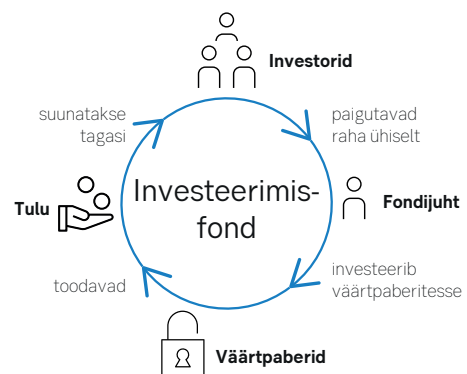 Investorid
suunatakse
tagasi
paigutavad
raha ühiselt
Investeerimis-
fond
Tulu
Fondijuht
toodavad
investeerib
väärtpaberitesse
Väärtpaberid